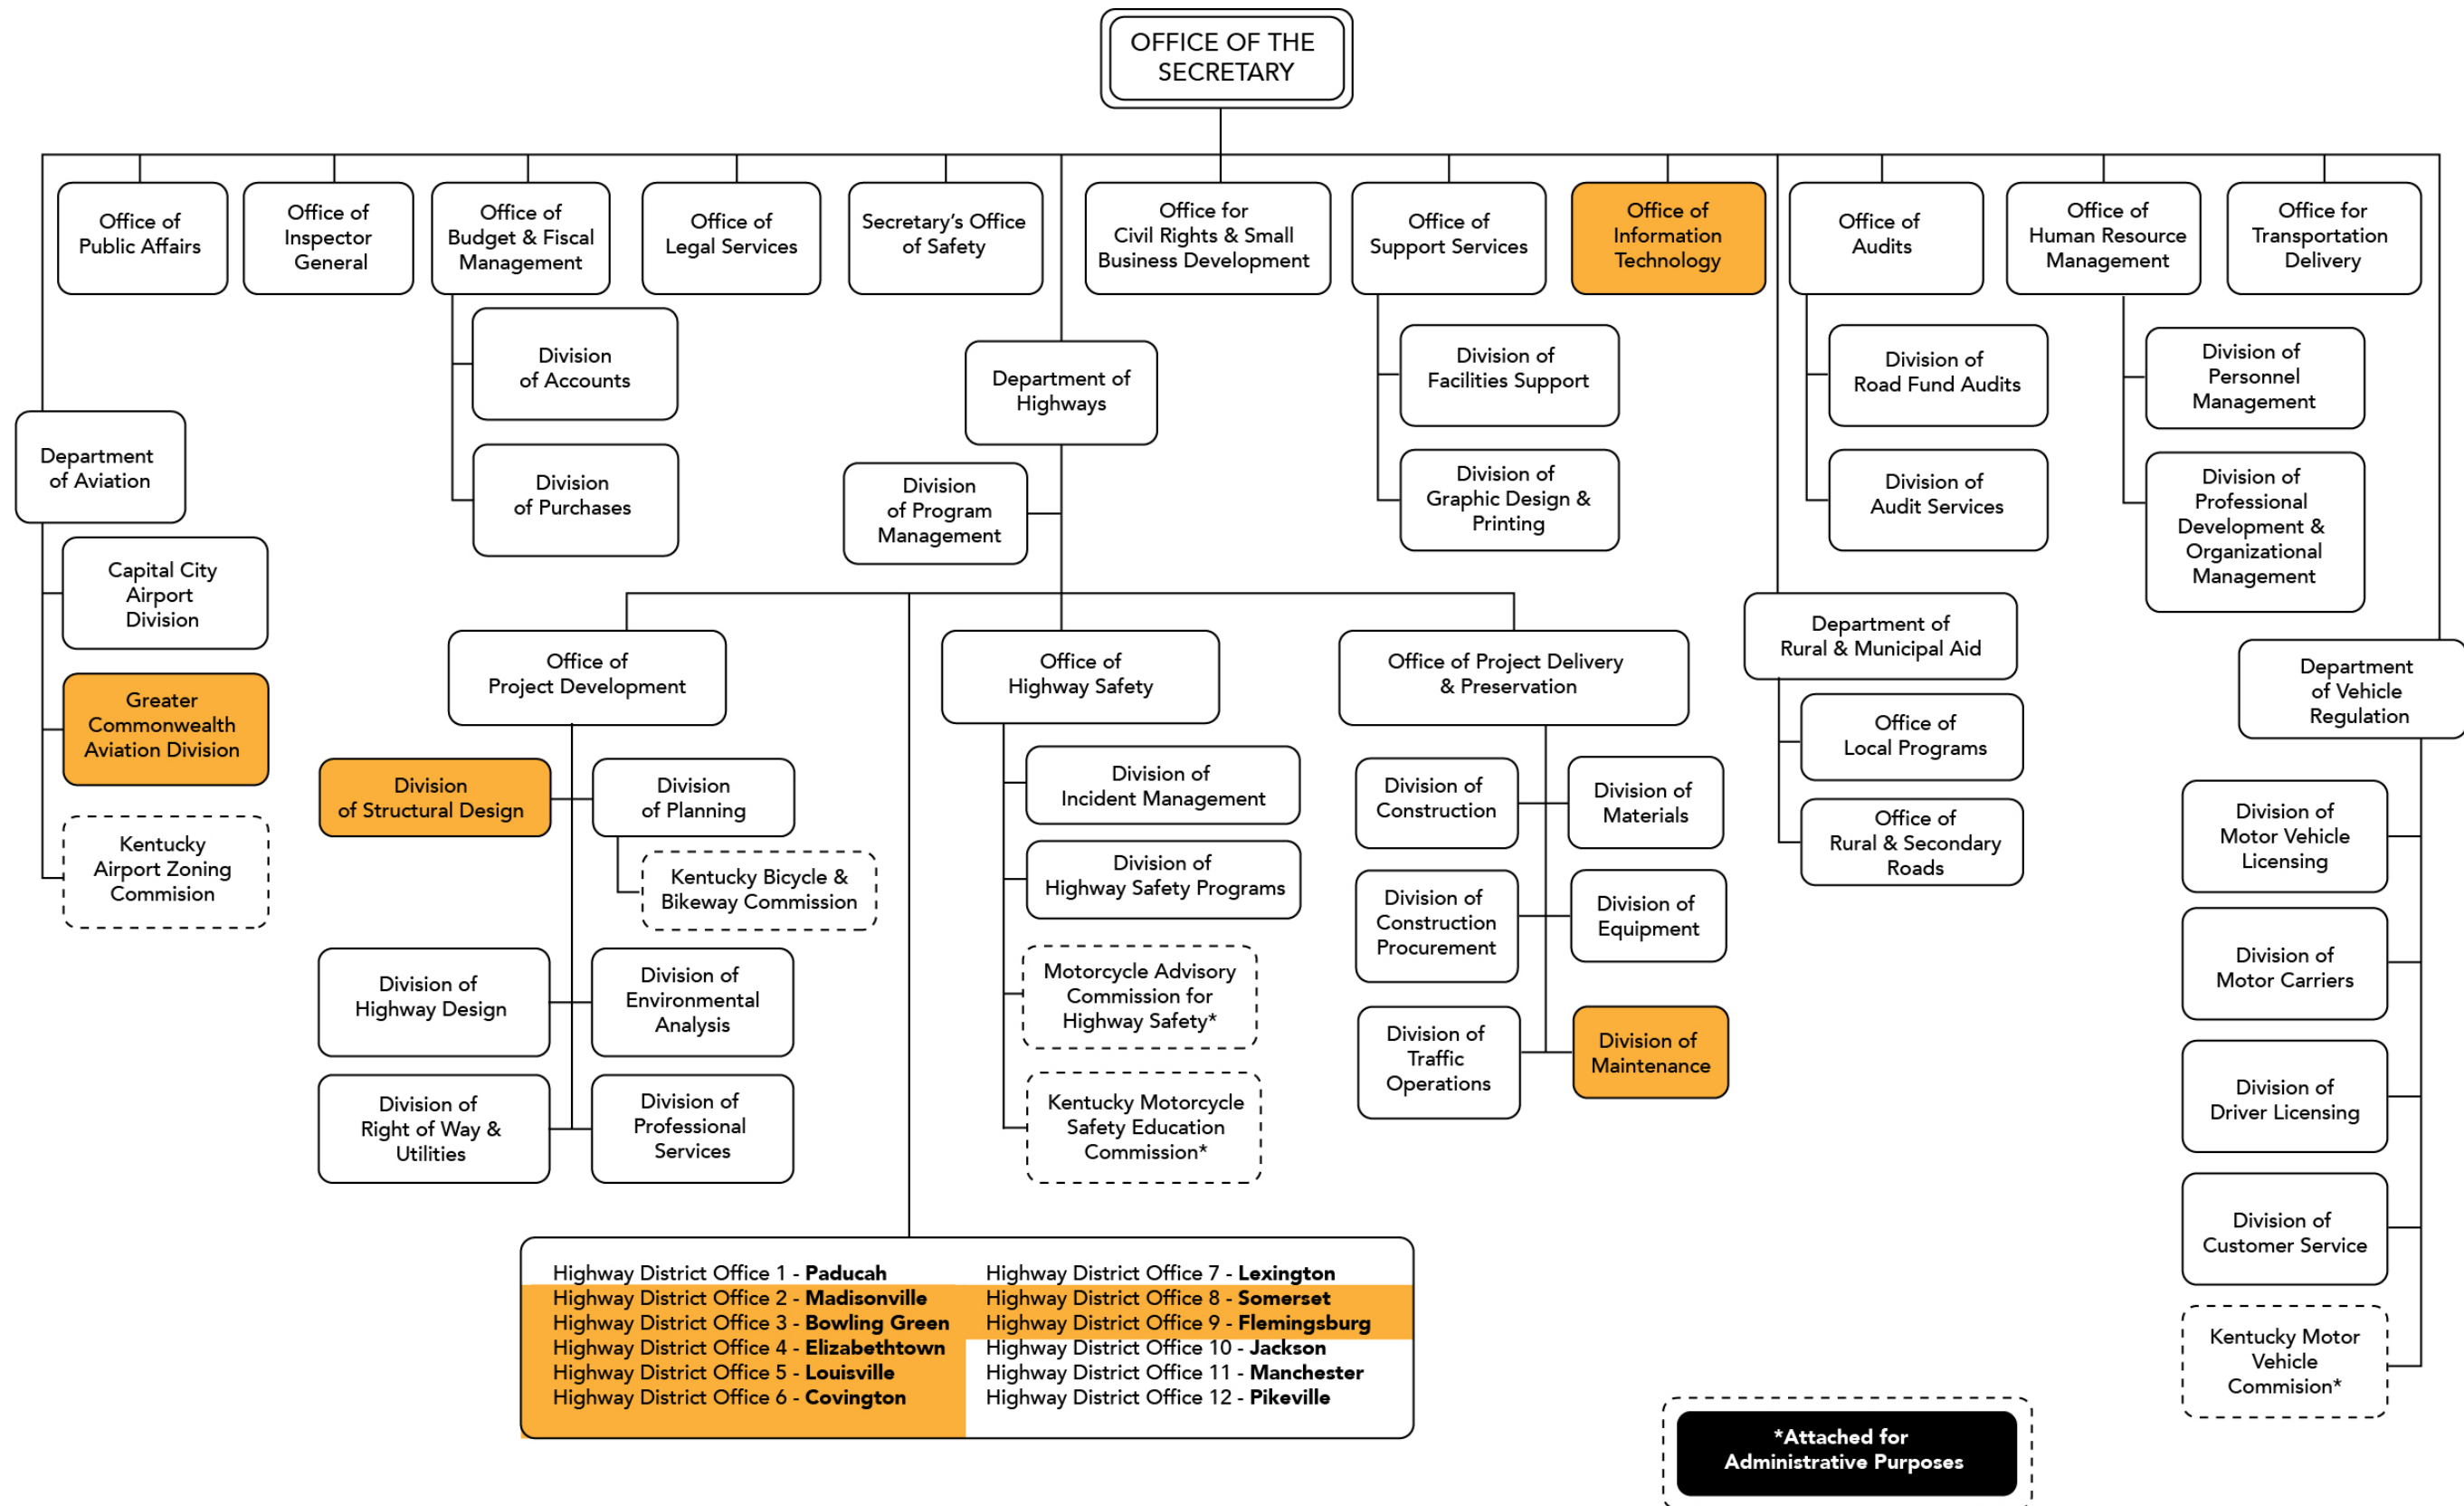 OFFICE OF THE
SECRETARY
Office of
Public Affairs
Office of
Inspector
General
Office of
Budget & Fiscal
Management
Office of
Legal Services
Secretary’s Office
of Safety
Office for
Civil Rights & Small
Business Development
Office of
Support Services
Office of
Information
Technology
Office of
Audits
Office of
Human Resource
Management
Office for
Transportation
Delivery
Division
of Accounts
Division
of Purchases
Department of
Highways
Division
of Program
Management
Division of
Facilities Support
Division of
Graphic Design &
Printing
Division of
Road Fund Audits
Division of
Audit Services
Division of
Personnel
Management
Division of
Professional
Development &
Organizational
Management
Department
of Aviation
Capital City
Airport
Division
Greater
Commonwealth
Aviation Division
Kentucky
Airport Zoning
Commision
Office of
Project Development
Division
of Structural Design
Division
of Planning
Kentucky Bicycle &
Bikeway Commission
Division of
Highway Design
Division of
Environmental
Analysis
Division of
Right of Way &
Utilities
Division of
Professional
Services
Office of
Highway Safety
Division of
Incident Management
Division of
Highway Safety Programs
Motorcycle Advisory
Commission for
Highway Safety*
Kentucky Motorcycle
Safety Education
Commission*
Office of Project Delivery
& Preservation
Division of
Construction
Division of
Materials
Division of
Construction
Procurement
Division of
Equipment
Division of
Traffic
Operations
Division of
Maintenance
Department of
Rural & Municipal Aid
Office of
Local Programs
Office of
Rural & Secondary
Roads
Department
of Vehicle
Regulation
Division of
Motor Vehicle
Licensing
Division of
Motor Carriers
Division of
Driver Licensing
Division of
Customer Service
Kentucky Motor
Vehicle
Commision*
Highway District Office 1 - Paducah
Highway District Office 2 - Madisonville
Highway District Office 3 - Bowling Green
Highway District Office 4 - Elizabethtown
Highway District Office 5 - Louisville
Highway District Office 6 - Covington
Highway District Office 7 - Lexington
Highway District Office 8 - Somerset
Highway District Office 9 - Flemingsburg
Highway District Office 10 - Jackson
Highway District Office 11 - Manchester
Highway District Office 12 - Pikeville
*Attached for
Administrative Purposes